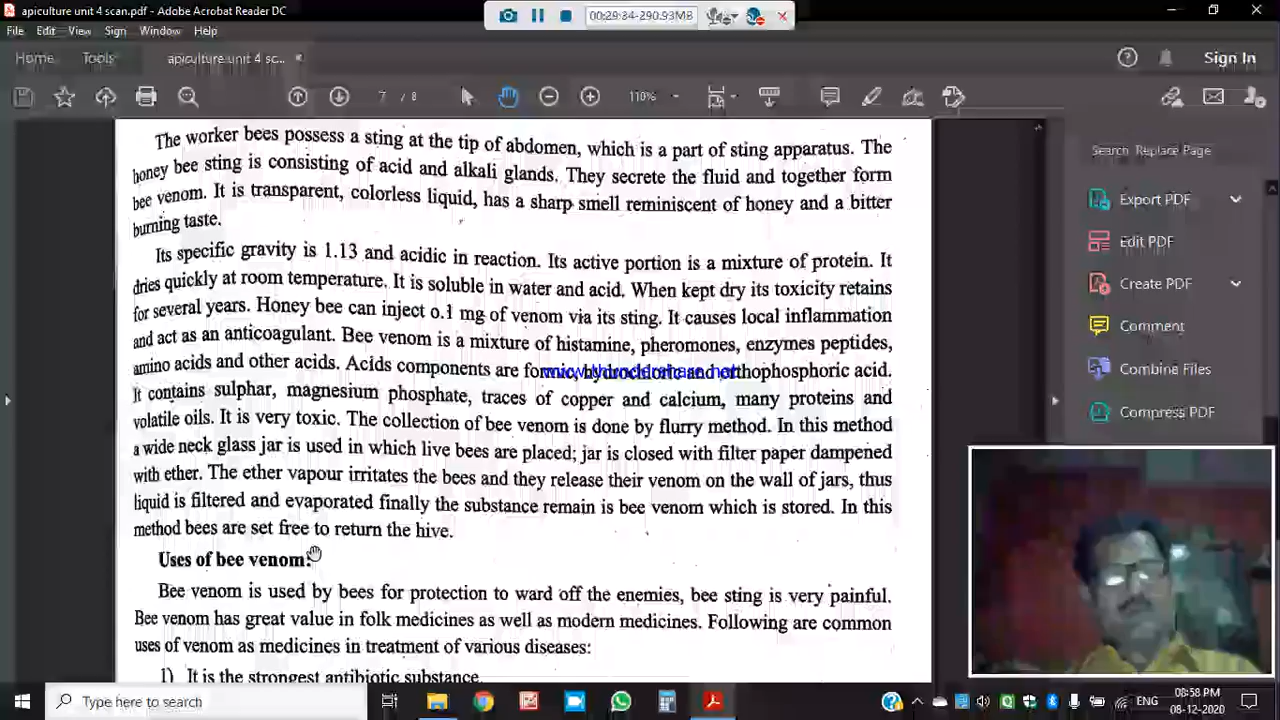 apiculture unit 4 scan.pdf - Adobe Acrobat Reader DC
00:29:34-290.93MB
File Edit View Sign Window Help
Home Tools apiculture unit 4 sc... × Sign In
7 / 8 110%
The worker bees possess a sting at the tip of abdomen, which is a part of sting apparatus. The
honey bee sting is consisting of acid and alkali glands. They secrete the fluid and together form
bee venom. It is transparent, colorless liquid, has a sharp smell reminiscent of honey and a bitter
burning taste.
Its specific gravity is 1.13 and acidic in reaction. Its active portion is a mixture of protein. It
dries quickly at room temperature. It is soluble in water and acid. When kept dry its toxicity retains
for several years. Honey bee can inject o.1 mg of venom via its sting. It causes local inflammation
and act as an anticoagulant. Bee venom is a mixture of histamine, pheromones, enzymes peptides,
amino acids and other acids. Acids components are formic, hydrochloric and orthophosphoric acid.
It contains sulphar, magnesium phosphate, traces of copper and calcium, many proteins and
volatile oils. It is very toxic. The collection of bee venom is done by flurry method. In this method
a wide neck glass jar is used in which live bees are placed; jar is closed with filter paper dampened
with ether. The ether vapour irritates the bees and they release their venom on the wall of jars, thus
liquid is filtered and evaporated finally the substance remain is bee venom which is stored. In this
method bees are set free to return the hive.
Uses of bee venom:
Bee venom is used by bees for protection to ward off the enemies, bee sting is very painful.
Bee venom has great value in folk medicines as well as modern medicines. Following are common
uses of venom as medicines in treatment of various diseases:
1) It is the strongest antibiotic substance.
Search Replace Page
Export PDF
Edit PDF
Create PDF
Comment
Combine Files
Compress PDF
Type here to search
ENG
08:58 PM
08-12-2020